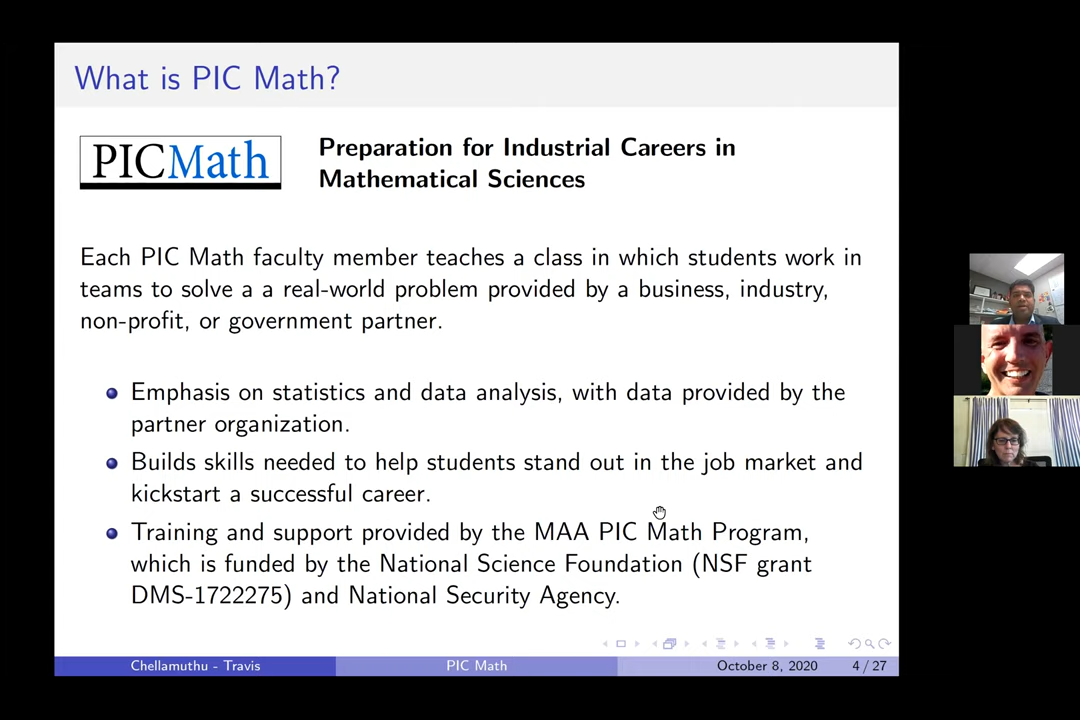 What is PIC Math?
PICMath
Preparation for Industrial Careers in
Mathematical Sciences
Each PIC Math faculty member teaches a class in which students work in
teams to solve a a real-world problem provided by a business, industry,
non-profit, or government partner.
Emphasis on statistics and data analysis, with data provided by the
partner organization.
Builds skills needed to help students stand out in the job market and
kickstart a successful career.
Training and support provided by the MAA PIC Math Program,
which is funded by the National Science Foundation (NSF grant
DMS-1722275) and National Security Agency.
Chellamuthu - Travis PIC Math October 8, 2020 4 / 27